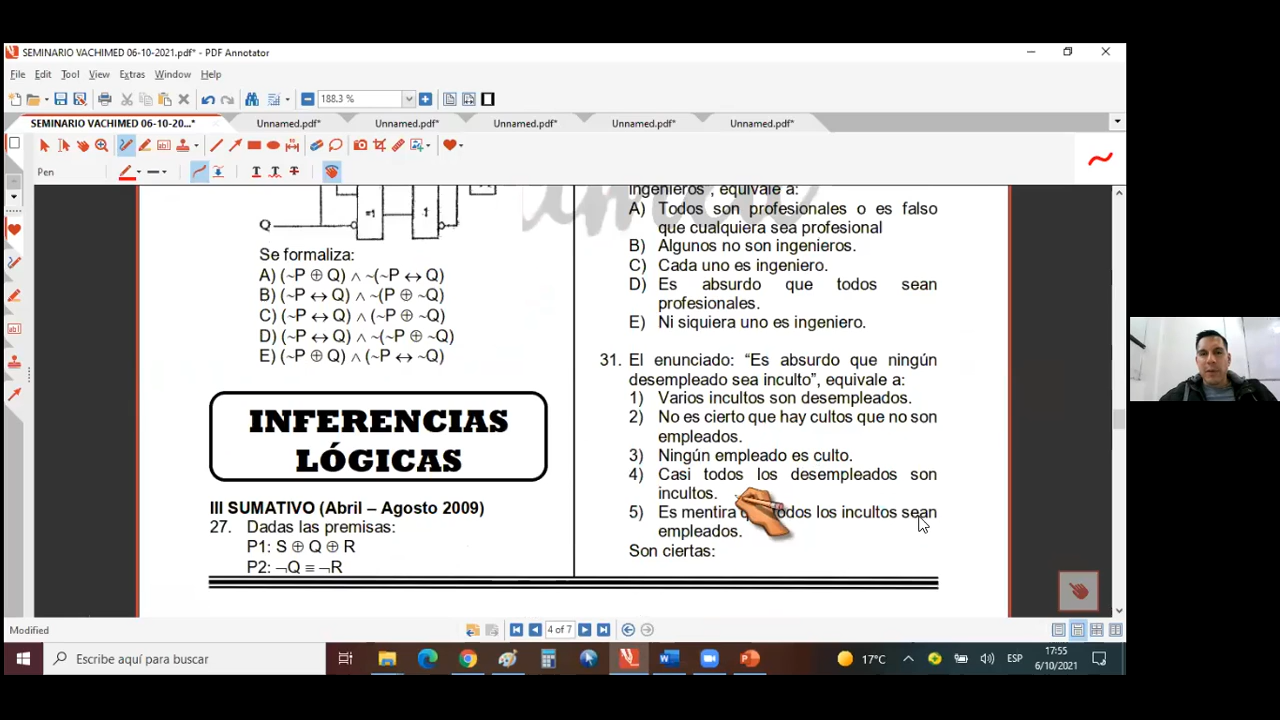 SEMINARIO VACHIMED 06-10-2021.pdf* - PDF Annotator
File Edit Tool View Extras Window Help
188.3 %
SEMINARIO VACHIMED 06-10-20...* Unnamed.pdf* Unnamed.pdf* Unnamed.pdf* Unnamed.pdf* Unnamed.pdf*
Pen
Q
=1
1
Se formaliza:
A) (~P ⊕ Q) ∧ ~(~P ↔ Q)
B) (~P ↔ Q) ∧ ~(P ⊕ ~Q)
C) (~P ↔ Q) ∧ (~P ⊕ ~Q)
D) (~P ↔ Q) ∧ ~(~P ⊕ ~Q)
E) (~P ⊕ Q) ∧ (~P ↔ ~Q)
INFERENCIAS
LÓGICAS
III SUMATIVO (Abril – Agosto 2009)
27. Dadas las premisas:
P1: S ⊕ Q ⊕ R
P2: ¬Q ≡ ¬R
ingenieros", equivale a:
A) Todos son profesionales o es falso
que cualquiera sea profesional
B) Algunos no son ingenieros.
C) Cada uno es ingeniero.
D) Es absurdo que todos sean
profesionales.
E) Ni siquiera uno es ingeniero.
31. El enunciado: “Es absurdo que ningún
desempleado sea inculto”, equivale a:
1) Varios incultos son desempleados.
2) No es cierto que hay cultos que no son
empleados.
3) Ningún empleado es culto.
4) Casi todos los desempleados son
incultos.
5) Es mentira todos los incultos sean
empleados.
Son ciertas:
Modified
4 of 7
Escribe aquí para buscar
17°C
ESP
17:55
6/10/2021